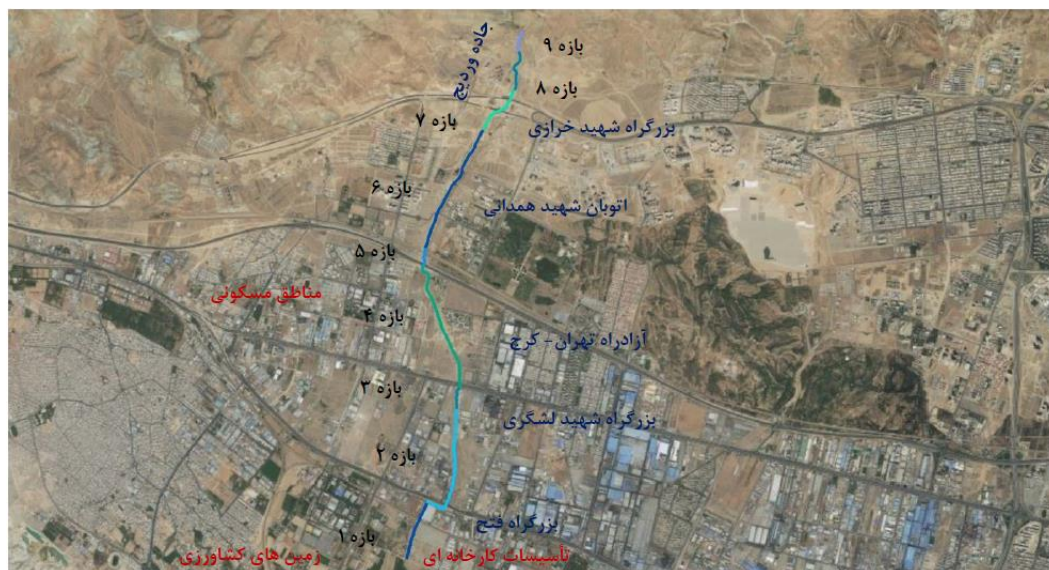 بازه ۹
جاده وردیج
بازه ۸
بازه ۷
بزرگراه شهید خرازی
بازه ۶
اتوبان شهید همدانی
بازه ۵
مناطق مسکونی
بازه ۴
آزادراه تهران - کرج
بازه ۳
بزرگراه شهید لشگری
بازه ۲
بزرگراه فتح
بازه ۱
تأسیسات کارخانه ای
زمین های کشاورزی